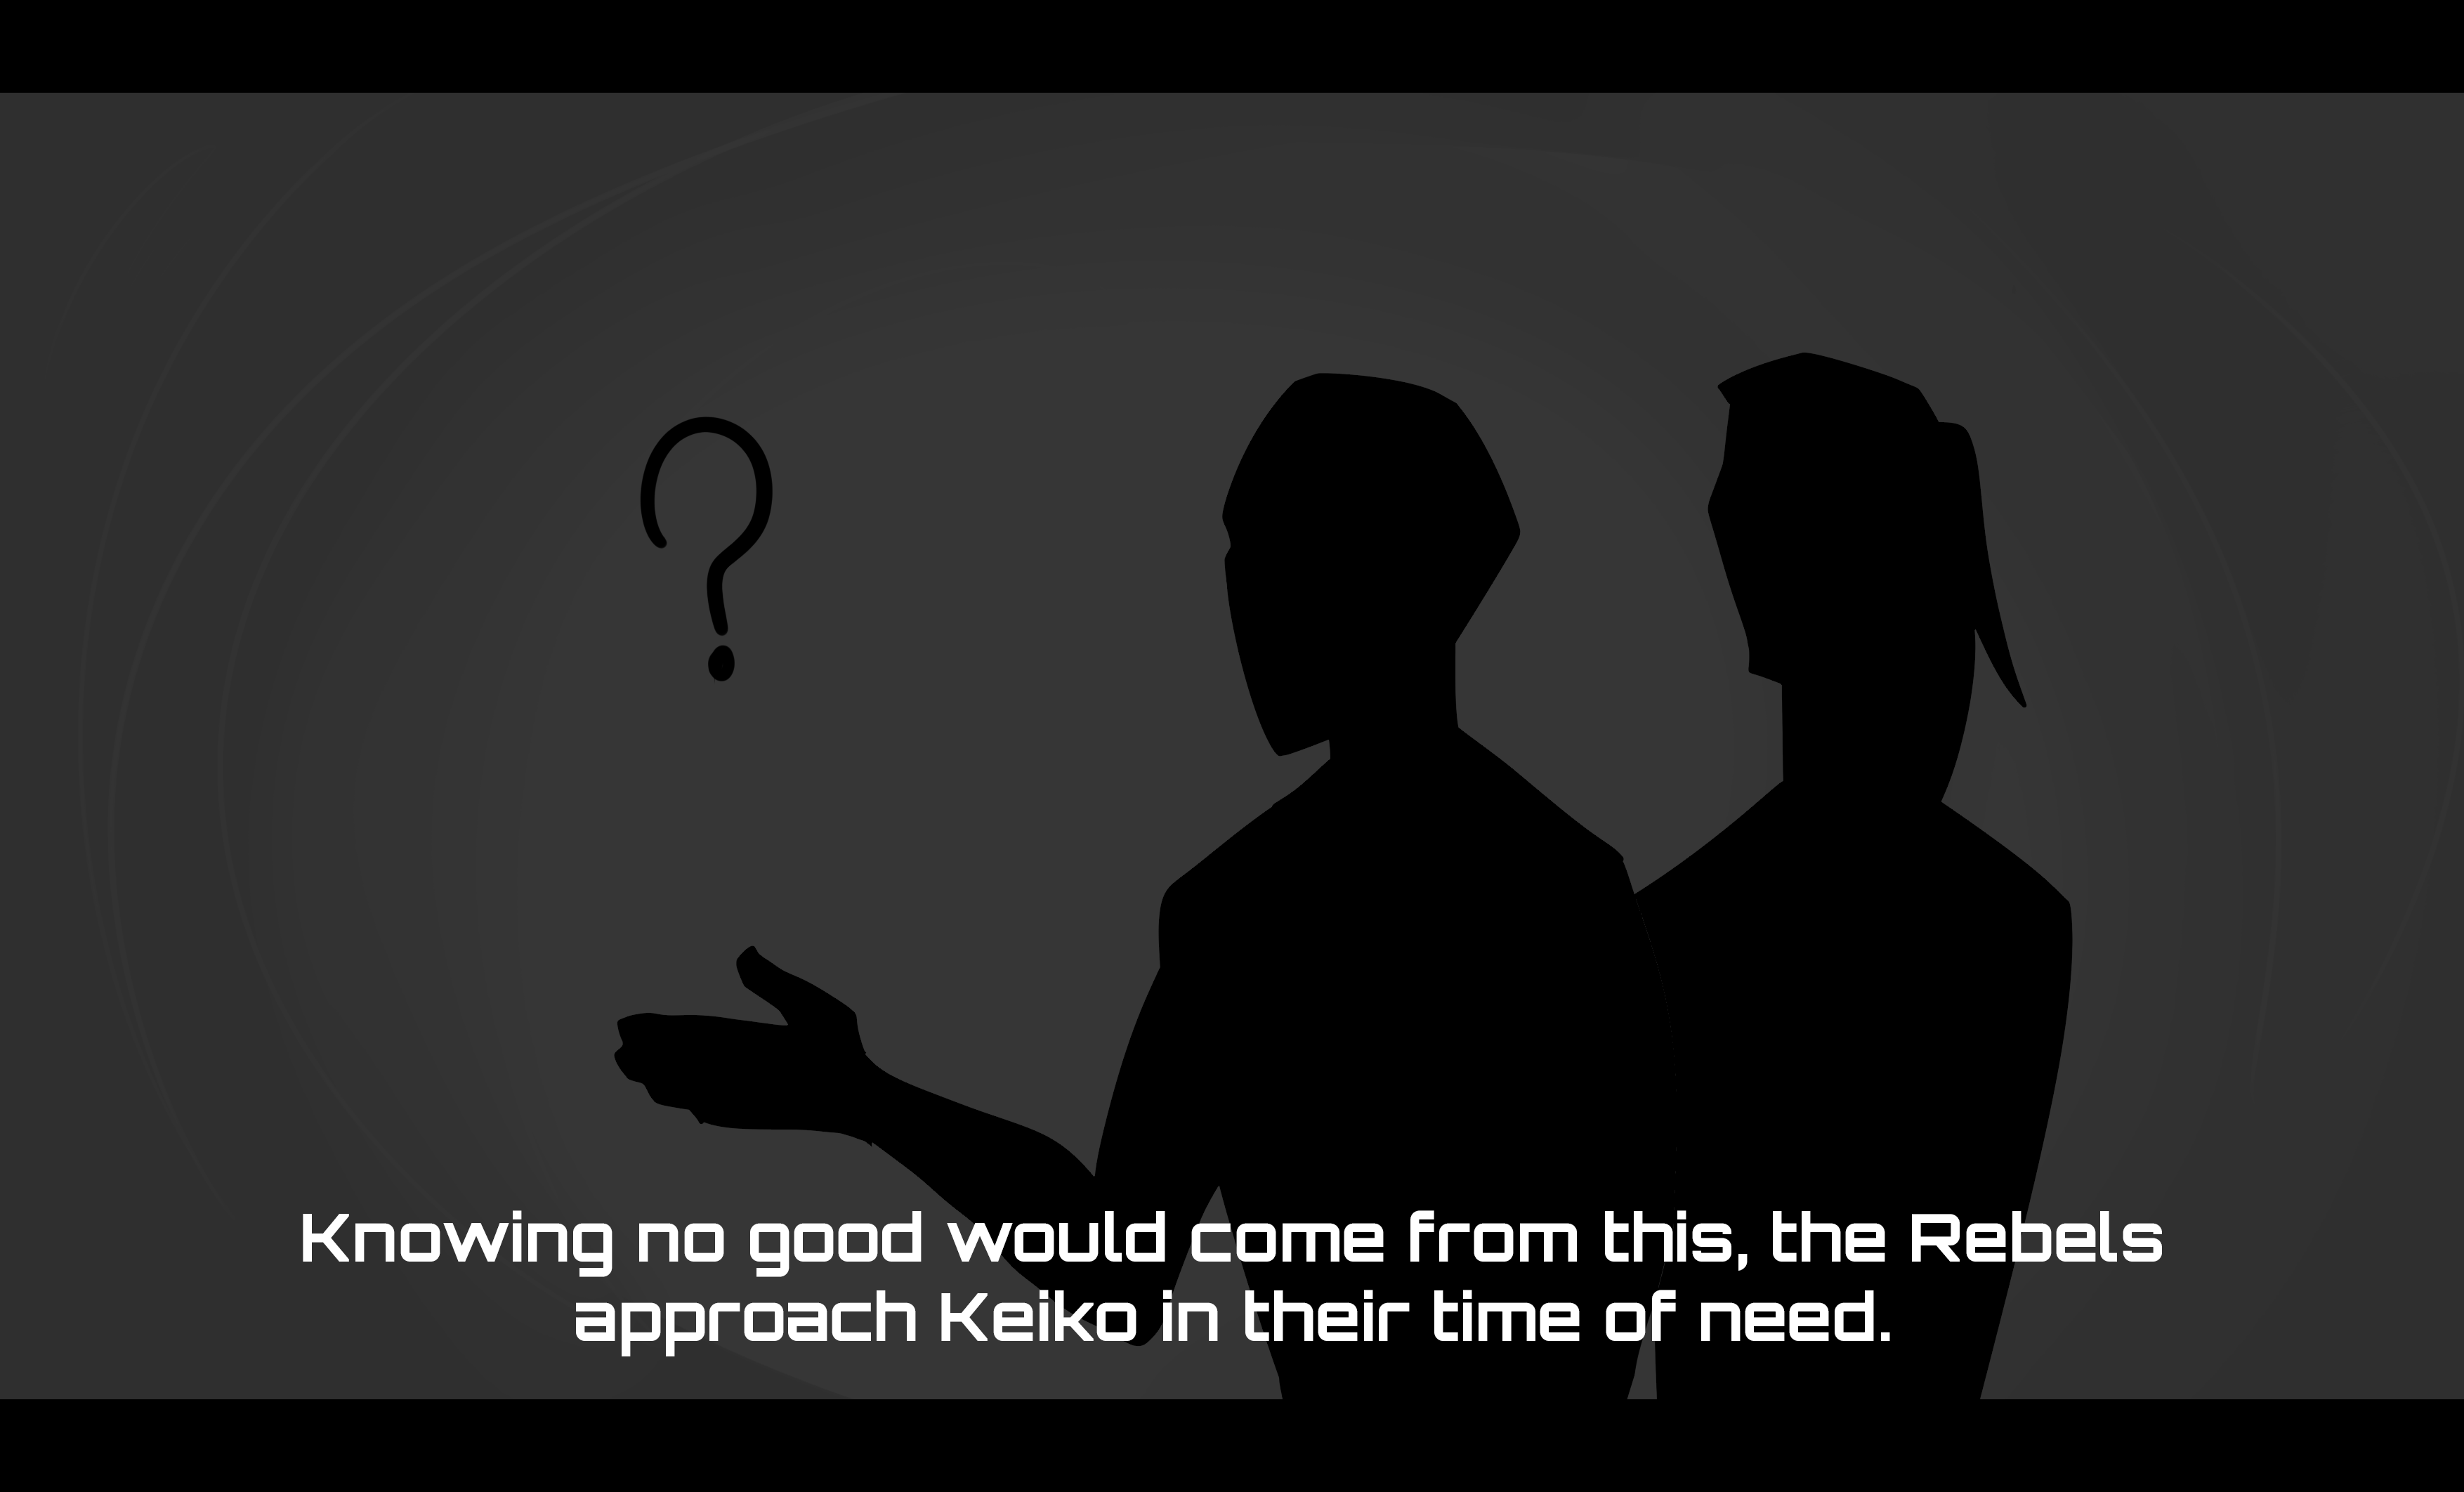 ?
Knowing no good would come from this, the Rebels
approach Keiko in their time of need.